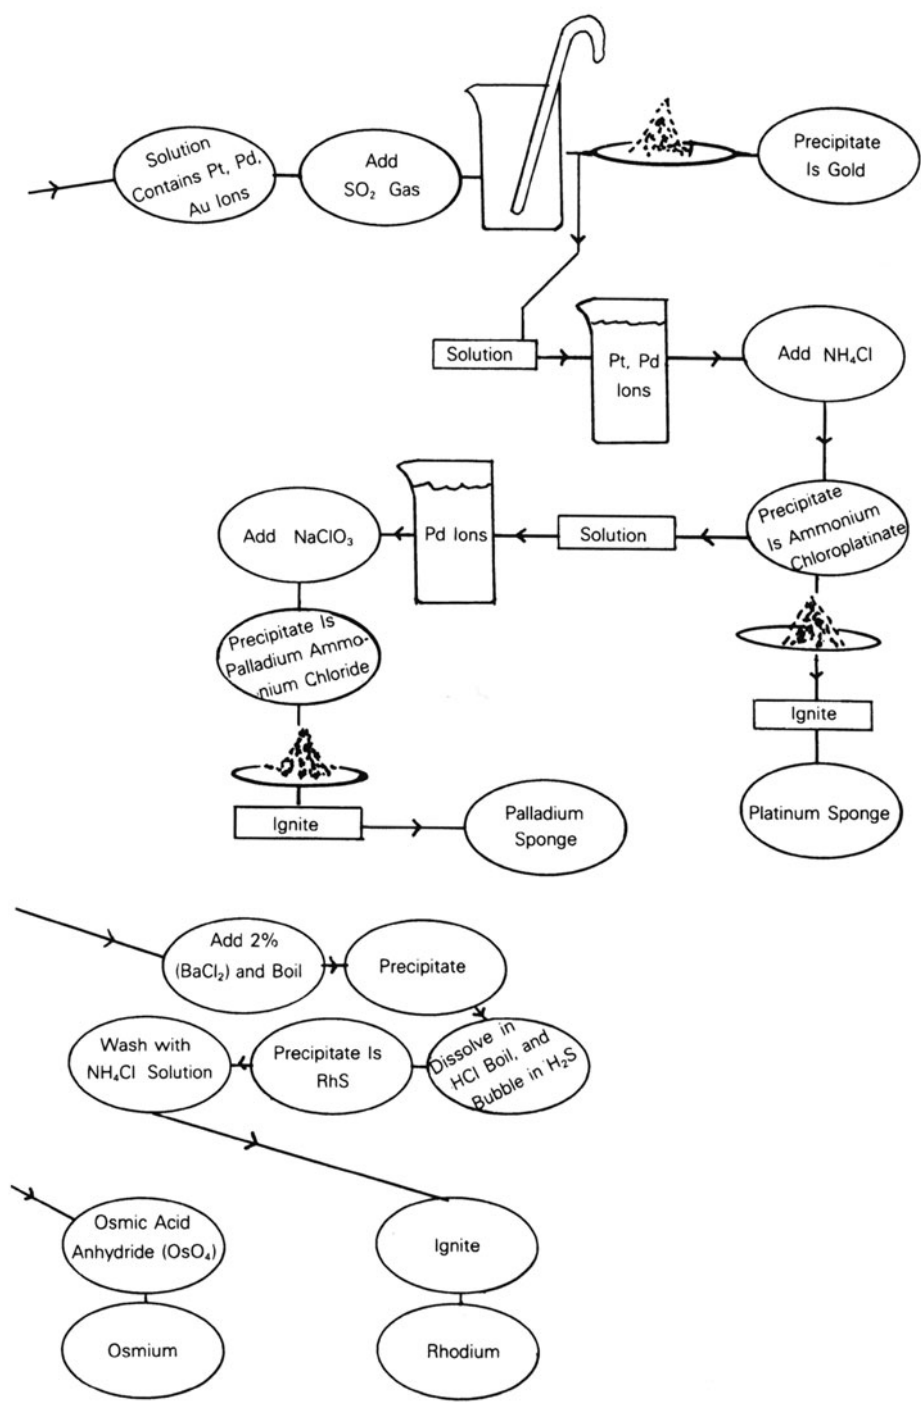 Solution
Contains Pt, Pd,
Au Ions
Add
SO₂ Gas
Precipitate
Is Gold
Solution
Pt, Pd
Ions
Add NH₄Cl
Precipitate
Is Ammonium
Chloroplatinate
Solution
Pd Ions
Add NaClO₃
Precipitate Is
Palladium Ammo-
nium Chloride
Ignite
Platinum Sponge
Ignite
Palladium
Sponge
Add 2%
(BaCl₂) and Boil
Precipitate
Dissolve in
HCl Boil, and
Bubble in H₂S
Precipitate Is
RhS
Wash with
NH₄Cl Solution
Osmic Acid
Anhydride (OsO₄)
Ignite
Osmium
Rhodium